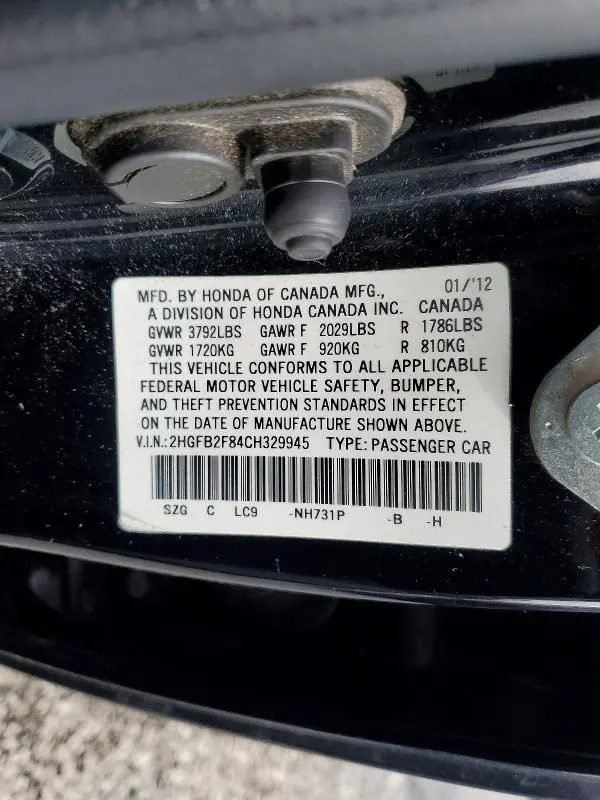 MFD. BY HONDA OF CANADA MFG., 01/'12
A DIVISION OF HONDA CANADA INC. CANADA
GVWR 3792LBS GAWR F 2029LBS R 1786LBS
GVWR 1720KG GAWR F 920KG R 810KG
THIS VEHICLE CONFORMS TO ALL APPLICABLE
FEDERAL MOTOR VEHICLE SAFETY, BUMPER,
AND THEFT PREVENTION STANDARDS IN EFFECT
ON THE DATE OF MANUFACTURE SHOWN ABOVE.
V.I.N.:2HGFB2F84CH329945 TYPE: PASSENGER CAR
SZG C LC9 -NH731P -B -H